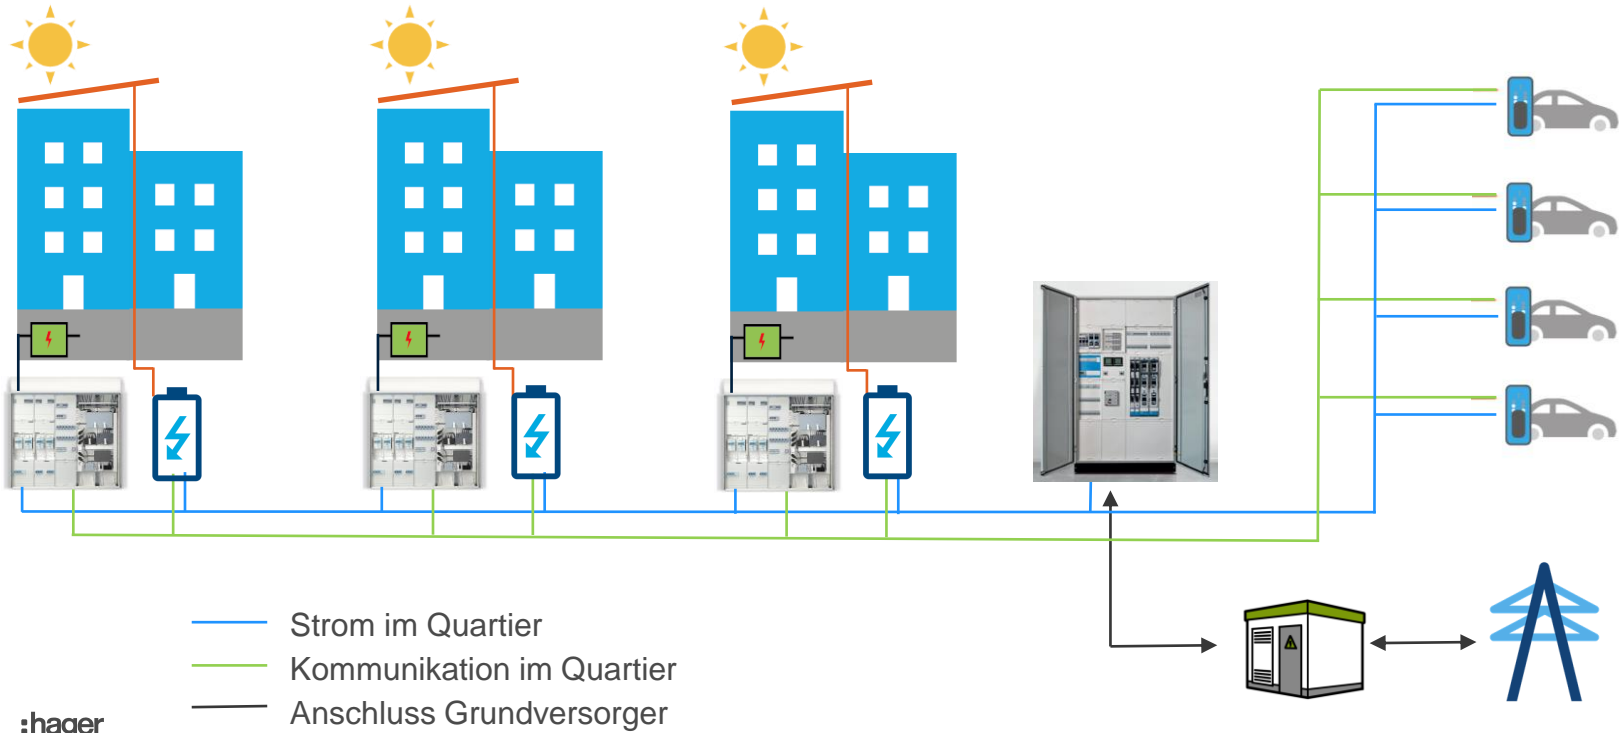 Strom im Quartier
Kommunikation im Quartier
Anschluss Grundversorger
:hager